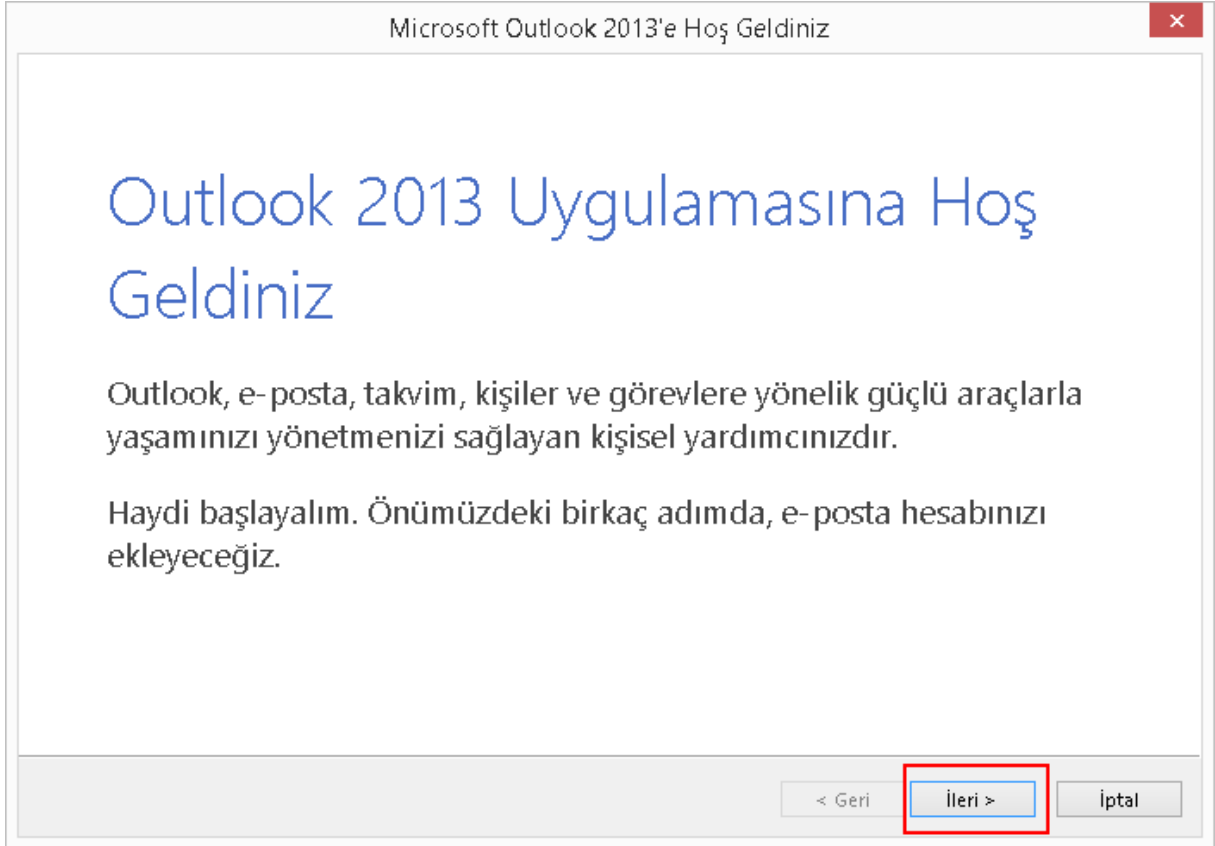 Microsoft Outlook 2013'e Hoş Geldiniz
Outlook 2013 Uygulamasına Hoş
Geldiniz
Outlook, e-posta, takvim, kişiler ve görevlere yönelik güçlü araçlarla
yaşamınızı yönetmenizi sağlayan kişisel yardımcınızdır.
Haydi başlayalım. Önümüzdeki birkaç adımda, e-posta hesabınızı
ekleyeceğiz.
< Geri İleri > İptal